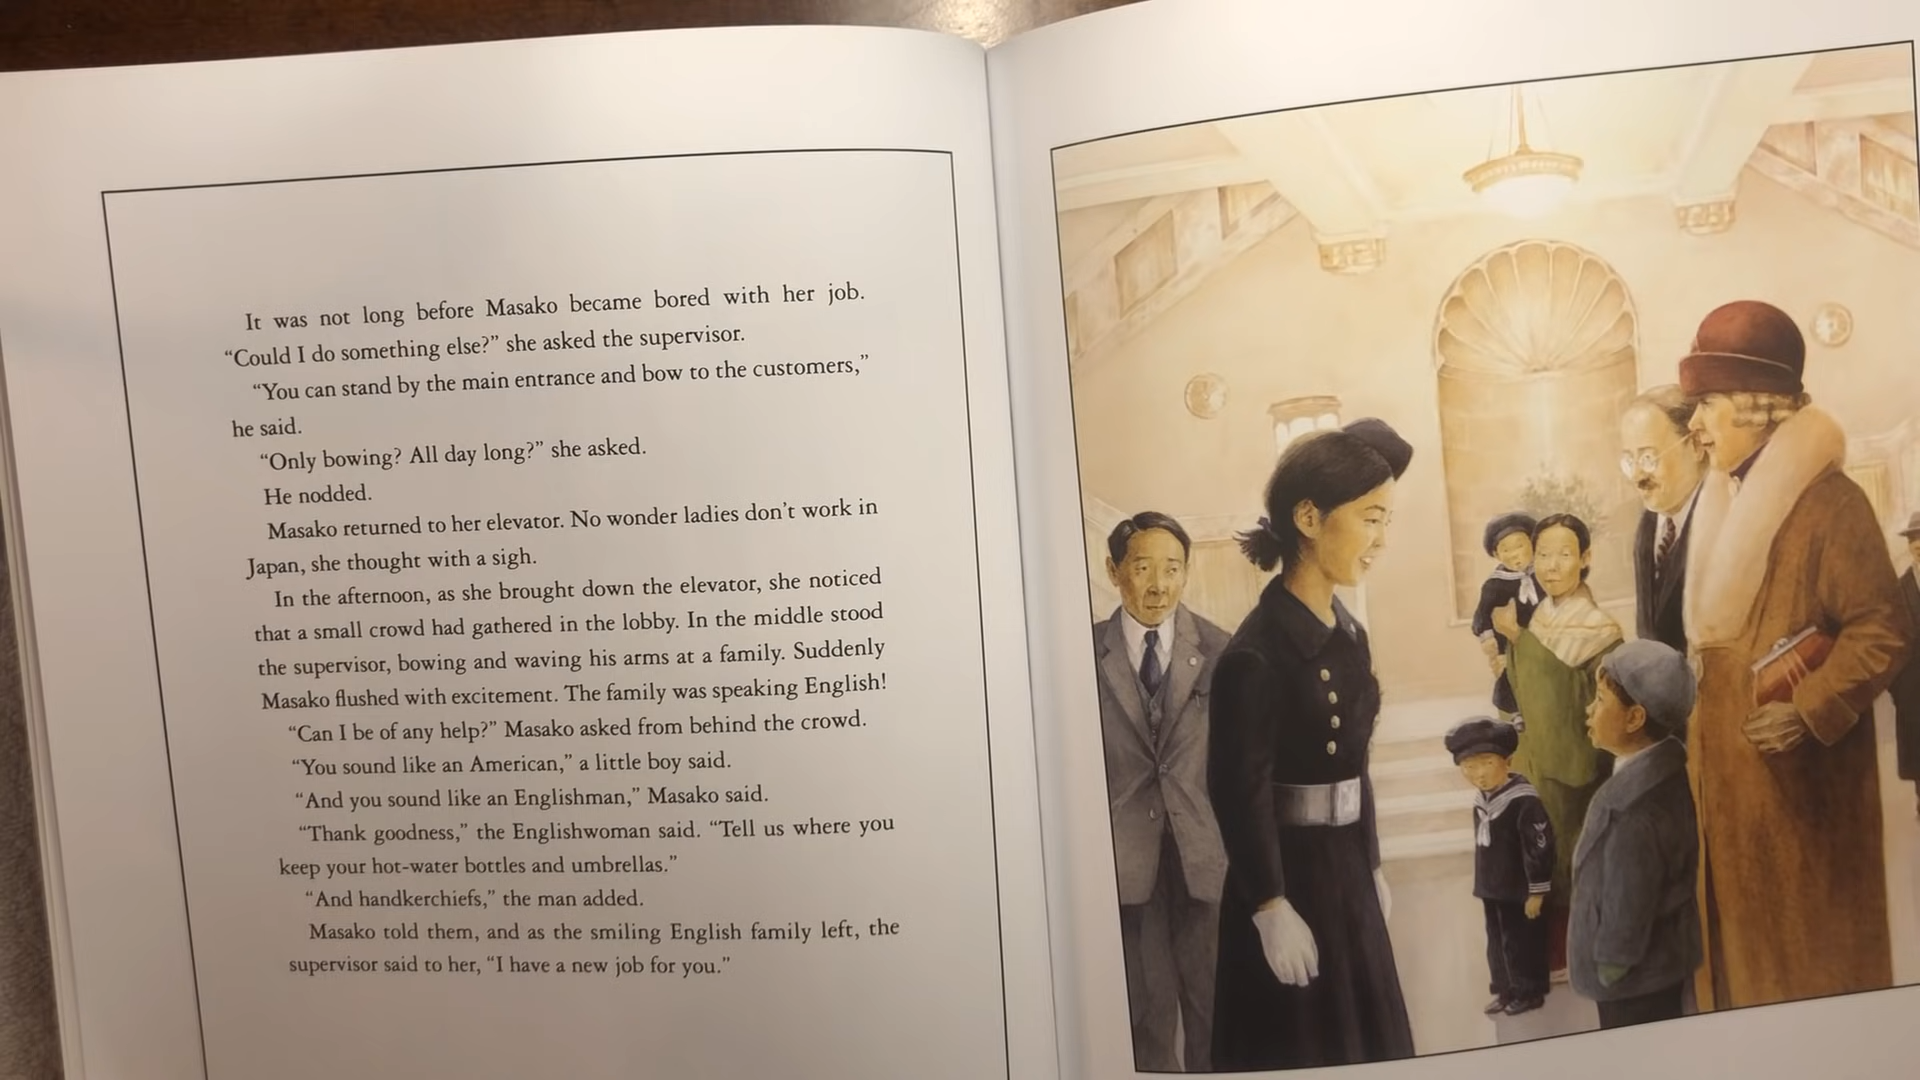 It was not long before Masako became bored with her job.
“Could I do something else?” she asked the supervisor.
“You can stand by the main entrance and bow to the customers,”
he said.
“Only bowing? All day long?” she asked.
He nodded.
Masako returned to her elevator. No wonder ladies don’t work in
Japan, she thought with a sigh.
In the afternoon, as she brought down the elevator, she noticed
that a small crowd had gathered in the lobby. In the middle stood
the supervisor, bowing and waving his arms at a family. Suddenly
Masako flushed with excitement. The family was speaking English!
“Can I be of any help?” Masako asked from behind the crowd.
“You sound like an American,” a little boy said.
“And you sound like an Englishman,” Masako said.
“Thank goodness,” the Englishwoman said. “Tell us where you
keep your hot-water bottles and umbrellas.”
“And handkerchiefs,” the man added.
Masako told them, and as the smiling English family left, the
supervisor said to her, “I have a new job for you.”